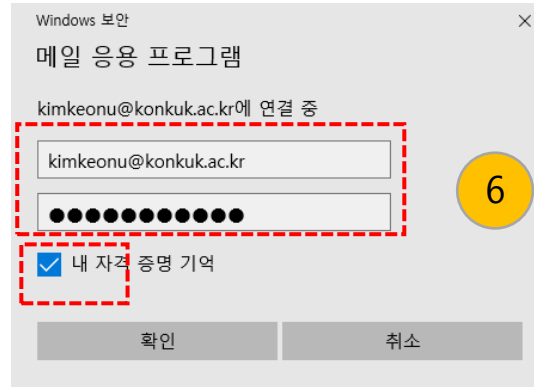 Windows 보안
메일 응용 프로그램
kimkeonu@konkuk.ac.kr에 연결 중
kimkeonu@konkuk.ac.kr
●●●●●●●●●●●
6
내 자격 증명 기억
확인
취소